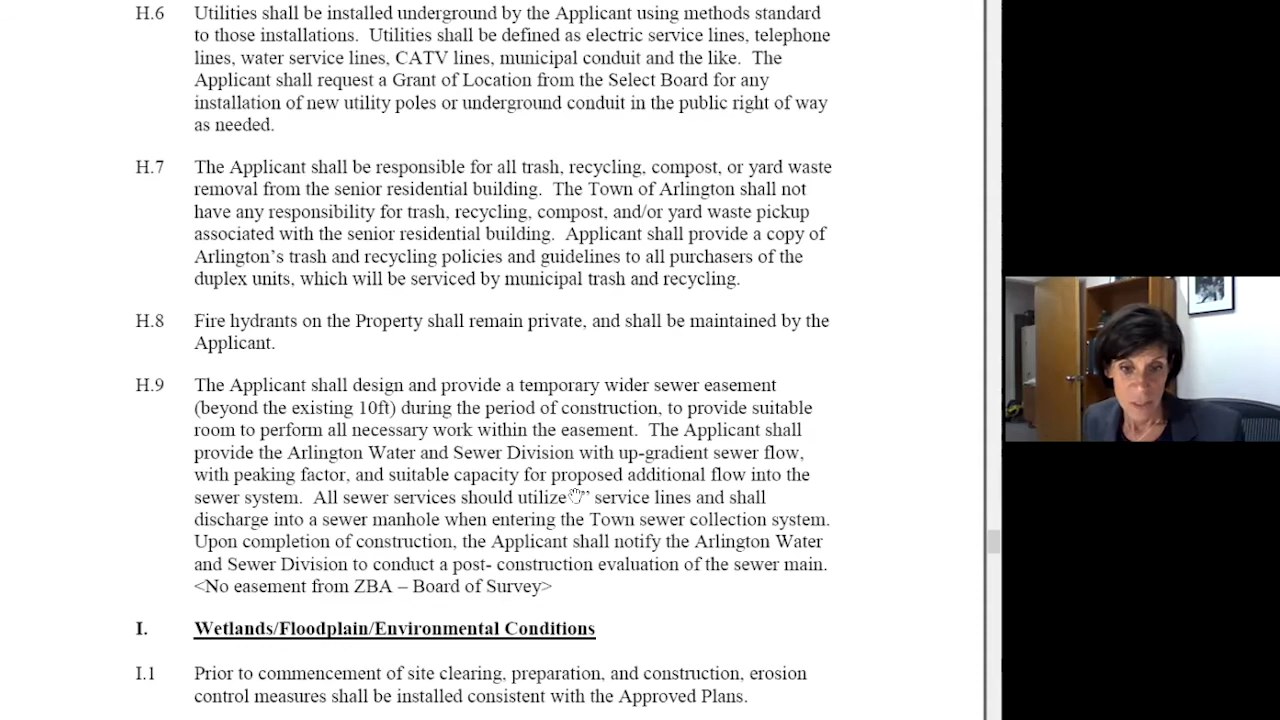 H.6 Utilities shall be installed underground by the Applicant using methods standard
to those installations. Utilities shall be defined as electric service lines, telephone
lines, water service lines, CATV lines, municipal conduit and the like. The
Applicant shall request a Grant of Location from the Select Board for any
installation of new utility poles or underground conduit in the public right of way
as needed.
H.7 The Applicant shall be responsible for all trash, recycling, compost, or yard waste
removal from the senior residential building. The Town of Arlington shall not
have any responsibility for trash, recycling, compost, and/or yard waste pickup
associated with the senior residential building. Applicant shall provide a copy of
Arlington's trash and recycling policies and guidelines to all purchasers of the
duplex units, which will be serviced by municipal trash and recycling.
H.8 Fire hydrants on the Property shall remain private, and shall be maintained by the
Applicant.
H.9 The Applicant shall design and provide a temporary wider sewer easement
(beyond the existing 10ft) during the period of construction, to provide suitable
room to perform all necessary work within the easement. The Applicant shall
provide the Arlington Water and Sewer Division with up-gradient sewer flow,
with peaking factor, and suitable capacity for proposed additional flow into the
sewer system. All sewer services should utilize ” service lines and shall
discharge into a sewer manhole when entering the Town sewer collection system.
Upon completion of construction, the Applicant shall notify the Arlington Water
and Sewer Division to conduct a post- construction evaluation of the sewer main.
<No easement from ZBA – Board of Survey>
I. Wetlands/Floodplain/Environmental Conditions
I.1 Prior to commencement of site clearing, preparation, and construction, erosion
control measures shall be installed consistent with the Approved Plans.